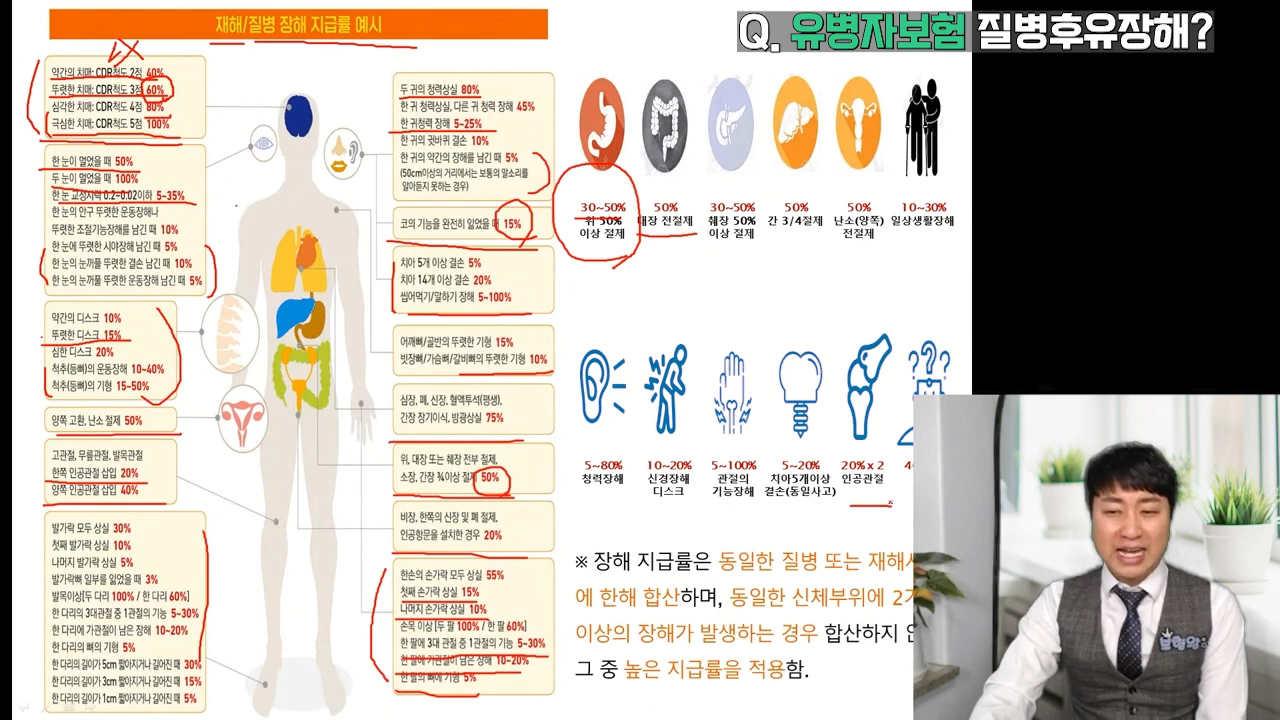 재해/질병 장해 지급률 예시
Q. 유병자보험 질병후유장해?
약간의 치매: CDR척도 2점 40%
뚜렷한 치매: CDR척도 3점 60%
심각한 치매: CDR척도 4점 80%
극심한 치매: CDR척도 5점 100%
한 눈이 멀었을 때 50%
두 눈이 멀었을 때 100%
한 눈 교정시력 0.2~0.02이하 5~35%
한 눈의 안구 뚜렷한 운동장해나
뚜렷한 조절기능장해를 남긴 때 10%
한 눈에 뚜렷한 시야장해 남긴 때 5%
한 눈의 눈꺼풀 뚜렷한 결손 남긴 때 10%
한 눈의 눈꺼풀 뚜렷한 운동장해 남긴 때 5%
약간의 디스크 10%
뚜렷한 디스크 15%
심한 디스크 20%
척추(등뼈)의 운동장해 10~40%
척추(등뼈)의 기형 15~50%
양쪽 고환, 난소 절제 50%
고관절, 무릎관절, 발목관절
한쪽 인공관절 삽입 20%
양쪽 인공관절 삽입 40%
발가락 모두 상실 30%
첫째 발가락 상실 10%
나머지 발가락 상실 5%
발가락뼈 일부를 잃었을 때 3%
발목이상[두 다리 100% / 한 다리 60%]
한 다리의 3대관절 중 1관절의 기능 5~30%
한 다리에 가관절이 남은 장해 10~20%
한 다리의 뼈의 기형 5%
한 다리의 길이가 5cm 짧아지거나 길어진 때 30%
한 다리의 길이가 3cm 짧아지거나 길어진 때 15%
한 다리의 길이가 1cm 짧아지거나 길어진 때 5%
두 귀의 청력상실 80%
한 귀 청력상실, 다른 귀 청력 장해 45%
한 귀청력 장해 5~25%
한 귀의 귓바퀴 결손 10%
한 귀의 약간의 장해를 남긴 때 5%
(50cm이상의 거리에서는 보통의 말소리를
알아듣지 못하는 경우)
코의 기능을 완전히 잃었을 때 15%
치아 5개 이상 결손 5%
치아 14개 이상 결손 20%
씹어먹기/말하기 장해 5~100%
어깨뼈/골반의 뚜렷한 기형 15%
빗장뼈/가슴뼈/갈비뼈의 뚜렷한 기형 10%
심장, 폐, 신장, 혈액투석(평생),
간장 장기이식, 방광상실 75%
위, 대장 또는 췌장 전부 절제,
소장, 간장 ¾이상 절제 50%
비장, 한쪽의 신장 및 폐 절제,
인공항문을 설치한 경우 20%
한손의 손가락 모두 상실 55%
첫째 손가락 상실 15%
나머지 손가락 상실 10%
손목 이상 [두 팔 100% / 한 팔 60%]
한 팔에 3대 관절 중 1관절의 기능 5~30%
한 팔에 가관절이 남은 장해 10~20%
한 팔의 뼈에 기형 5%
30~50% 50% 30~50% 50% 50% 10~30%
위 50% 대장 전절제 췌장 50% 간 3/4절제 난소(양쪽) 일상생활장해
이상 절제 이상 절제 전절제
5~80% 10~20% 5~100% 5~20% 20% x 2
청력장해 신경장해 관절의 치아5개이상 인공관절
디스크 기능장해 결손(동일사고)
※ 장해 지급률은 동일한 질병 또는 재해
에 한해 합산하며, 동일한 신체부위에
이상의 장해가 발생하는 경우 합산하지
그 중 높은 지급률을 적용함.
보험왕